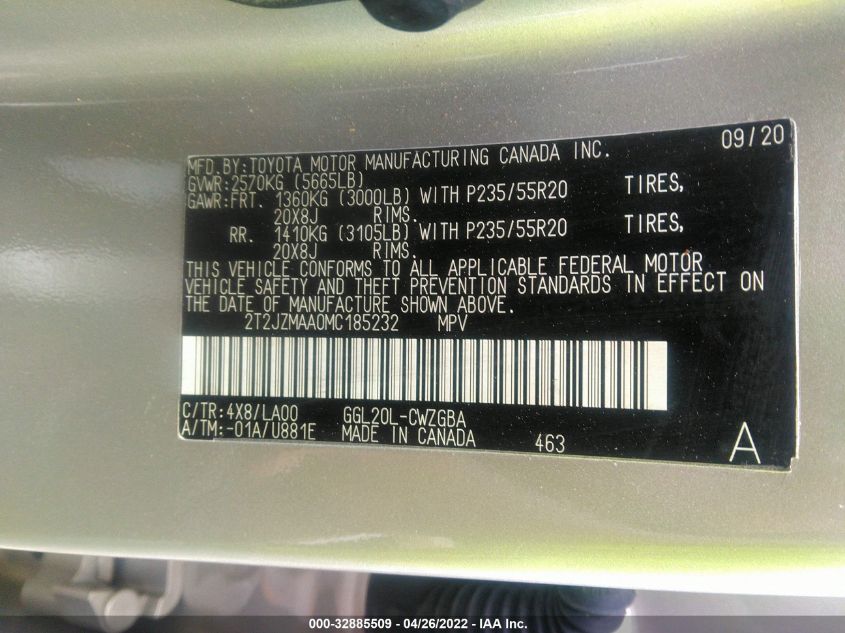 09/20
MFD.BY:TOYOTA MOTOR MANUFACTURING CANADA INC.
GVWR:2570KG (5665LB)
GAWR:FRT. 1360KG (3000LB) WITH P235/55R20 TIRES,
20X8J RIMS.
RR. 1410KG (3105LB) WITH P235/55R20 TIRES,
20X8J RIMS.
THIS VEHICLE CONFORMS TO ALL APPLICABLE FEDERAL MOTOR
VEHICLE SAFETY AND THEFT PREVENTION STANDARDS IN EFFECT ON
THE DATE OF MANUFACTURE SHOWN ABOVE.
2T2JZMAA0MC185232 MPV
C/TR:4X8/LA00 GGL20L-CWZGBA
A/TM:-01A/U881E MADE IN CANADA 463
A
000-32885509 - 04/26/2022 - IAA Inc.